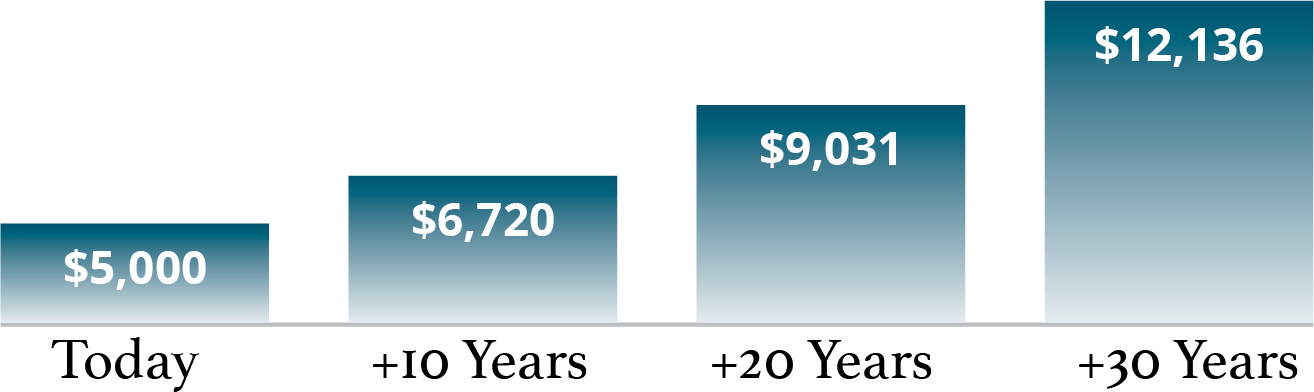 $12,136
$9,031
$6,720
$5,000
Today
+10 Years
+20 Years
+30 Years